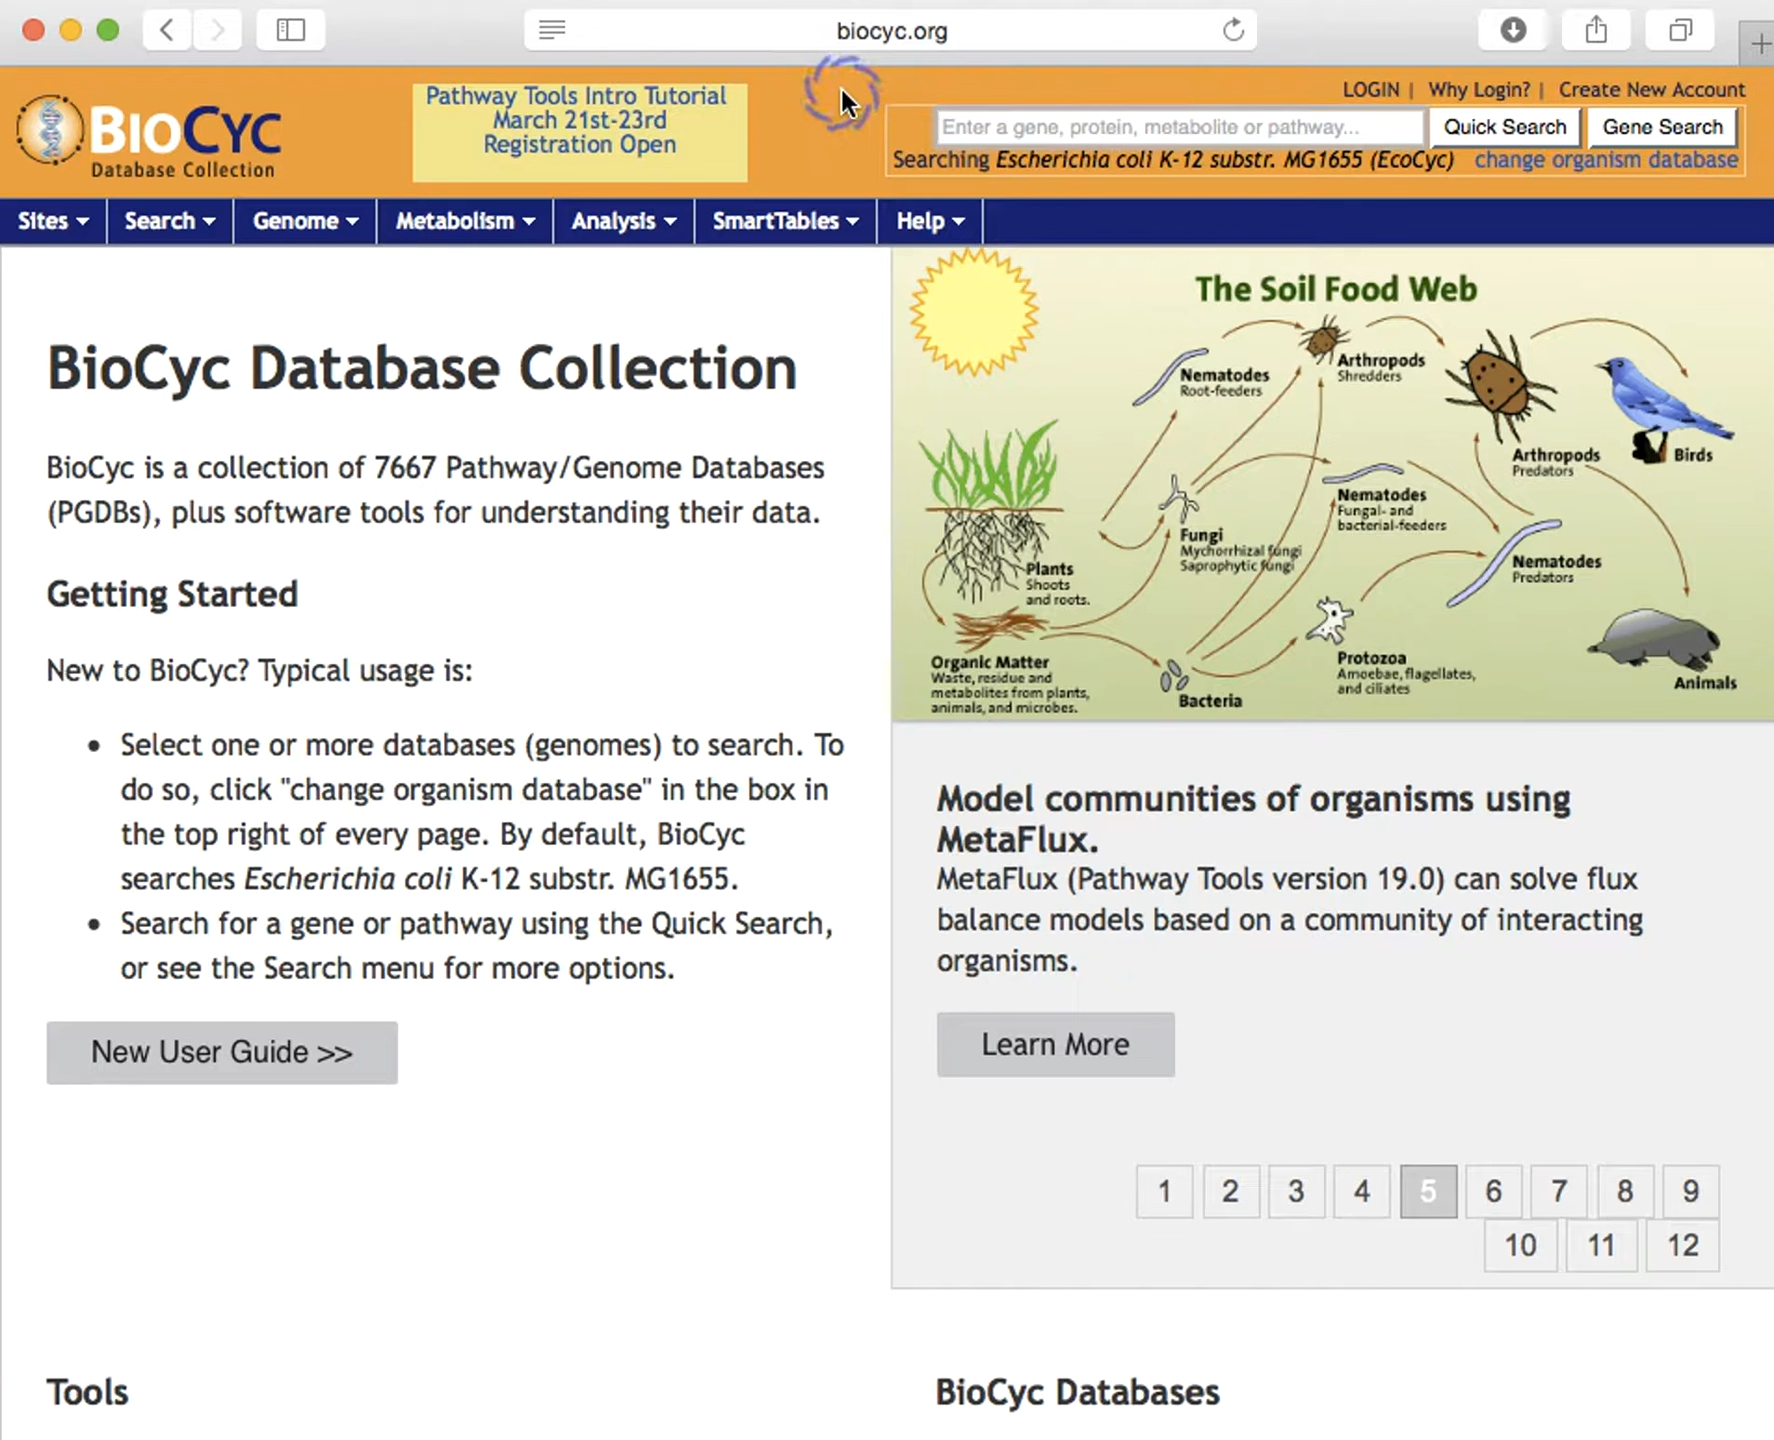 biocyc.org
BIOCYC
Database Collection
Pathway Tools Intro Tutorial
March 21st-23rd
Registration Open
LOGIN | Why Login? | Create New Account
Enter a gene, protein, metabolite or pathway...
Quick Search
Gene Search
Searching Escherichia coli K-12 substr. MG1655 (EcoCyc) change organism database
Sites Search Genome Metabolism Analysis SmartTables Help
BioCyc Database Collection
BioCyc is a collection of 7667 Pathway/Genome Databases
(PGDBs), plus software tools for understanding their data.
Getting Started
New to BioCyc? Typical usage is:
• Select one or more databases (genomes) to search. To
do so, click "change organism database" in the box in
the top right of every page. By default, BioCyc
searches Escherichia coli K-12 substr. MG1655.
• Search for a gene or pathway using the Quick Search,
or see the Search menu for more options.
New User Guide >>
The Soil Food Web
Nematodes
Root-feeders
Arthropods
Shredders
Arthropods
Predators
Birds
Nematodes
Fungal- and
bacterial-feeders
Fungi
Mychorrhizal fungi
Saprophytic fungi
Nematodes
Predators
Plants
Shoots
and roots.
Organic Matter
Waste, residue and
metabolites from plants,
animals, and microbes.
Bacteria
Protozoa
Amoebae, flagellates,
and ciliates
Animals
Model communities of organisms using
MetaFlux.
MetaFlux (Pathway Tools version 19.0) can solve flux
balance models based on a community of interacting
organisms.
Learn More
1 2 3 4 5 6 7 8 9
10 11 12
Tools
BioCyc Databases